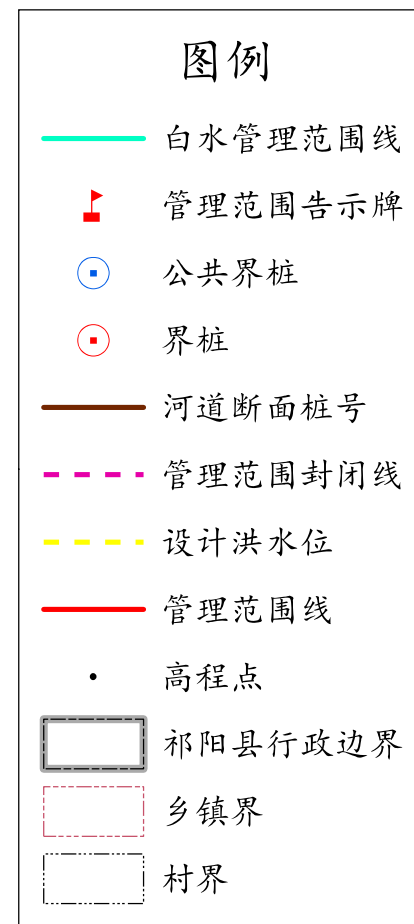 图例
白水管理范围线
管理范围告示牌
公共界桩
界桩
河道断面桩号
管理范围封闭线
设计洪水位
管理范围线
高程点
祁阳县行政边界
乡镇界
村界